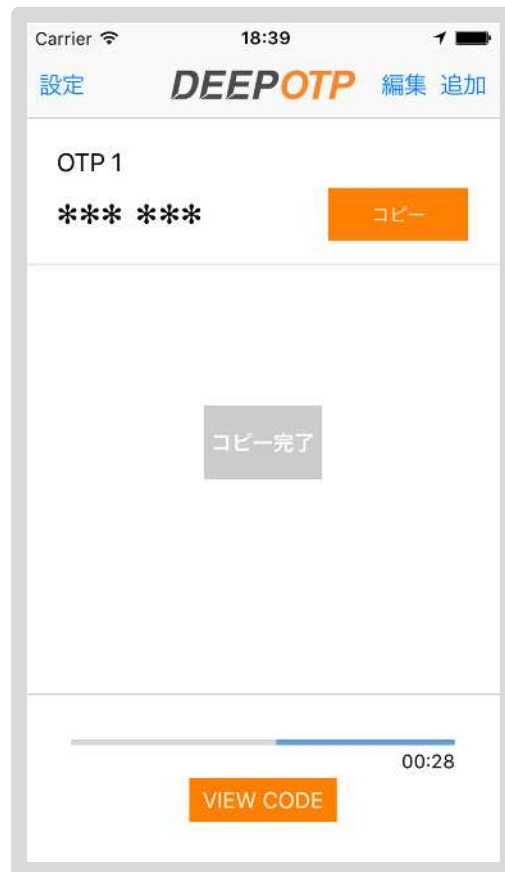 Carrier 18:39
設定 DEEPOTP 編集 追加
OTP 1
*** *** コピー
コピー完了
00:28
VIEW CODE